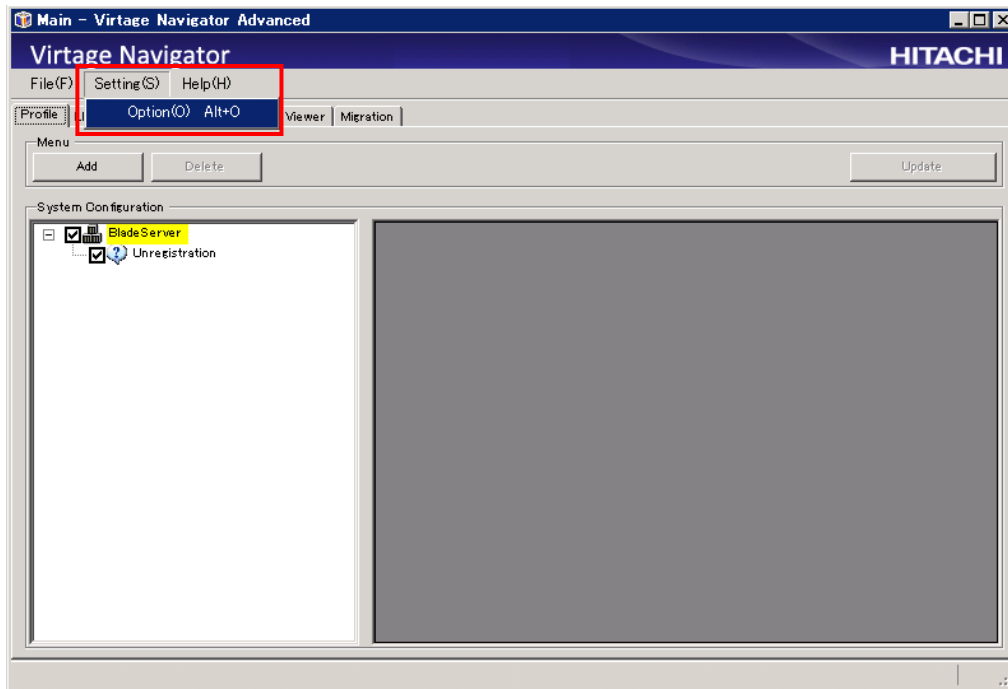 Main - Virtage Navigator Advanced
Virtage Navigator
HITACHI
File(F) Setting(S) Help(H)
Option(O) Alt+O
Profile Viewer Migration
Menu
Add Delete Update
System Configuration
BladeServer
Unregistration